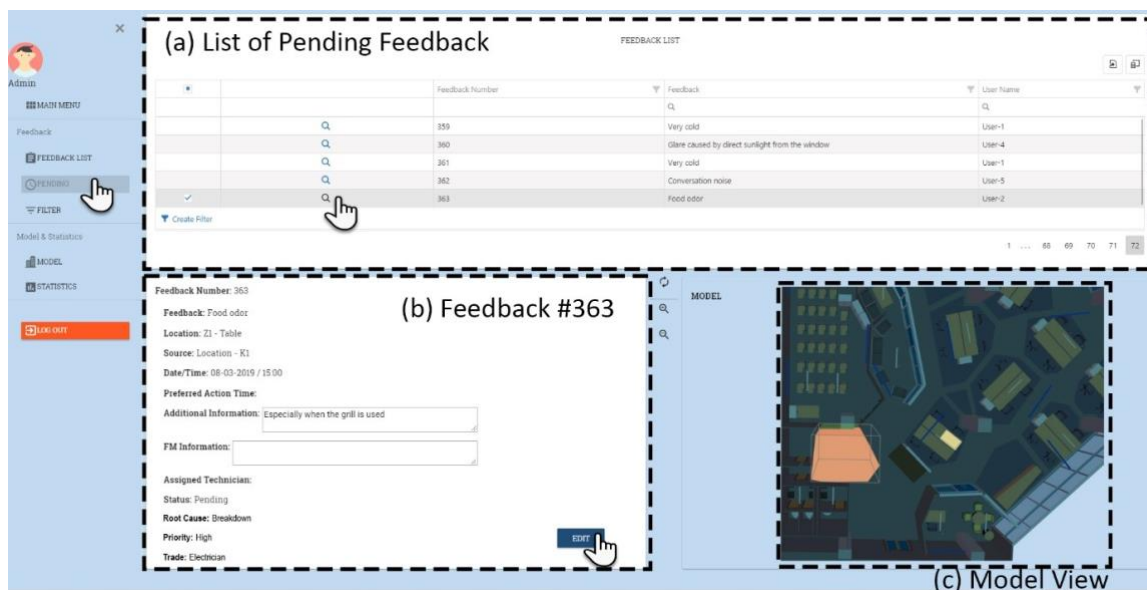 (a) List of Pending Feedback
FEEDBACK LIST
Admin
MAIN MENU
Feedback
FEEDBACK LIST
PENDING
FILTER
Model & Statistics
MODEL
STATISTICS
LOG OUT
Feedback Number Feedback User Name
359 Very cold User-1
360 Glare caused by direct sunlight from the window User-4
361 Very cold User-1
362 Conversation noise User-5
363 Food odor User-2
Create Filter
1 ... 68 69 70 71 72
(b) Feedback #363
Feedback Number: 363
Feedback: Food odor
Location: Z1 - Table
Source: Location - K1
Date/Time: 08-03-2019 / 15:00
Preferred Action Time:
Additional Information: Especially when the grill is used
FM Information:
Assigned Technician:
Status: Pending
Root Cause: Breakdown
Priority: High
Trade: Electrician
EDIT
MODEL
(c) Model View